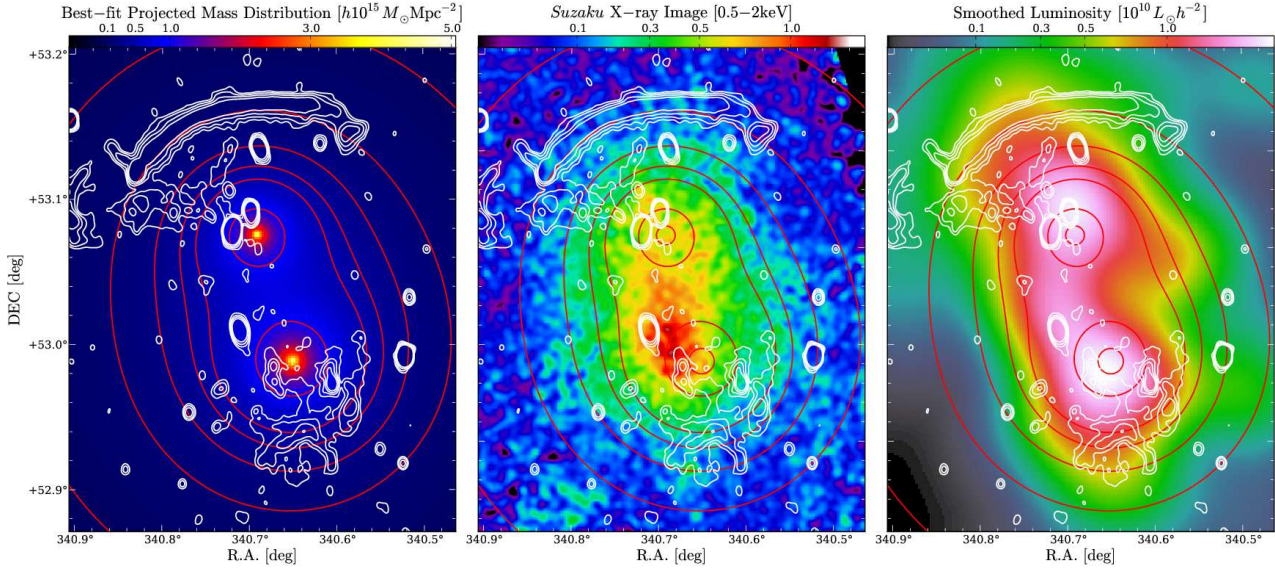 Best−fit Projected Mass Distribution [h10¹⁵ M⊙Mpc⁻²]
0.1 0.5 1.0 3.0 5.0
Suzaku X−ray Image [0.5−2keV]
0.1 0.3 0.5 1.0
Smoothed Luminosity [10¹⁰ L⊙h⁻²]
0.1 0.3 0.5 1.0
+53.2°
+53.1°
+53.0°
+52.9°
DEC [deg]
340.9° 340.8° 340.7° 340.6° 340.5°
R.A. [deg]
340.9° 340.8° 340.7° 340.6° 340.5°
R.A. [deg]
340.9° 340.8° 340.7° 340.6° 340.5°
R.A. [deg]